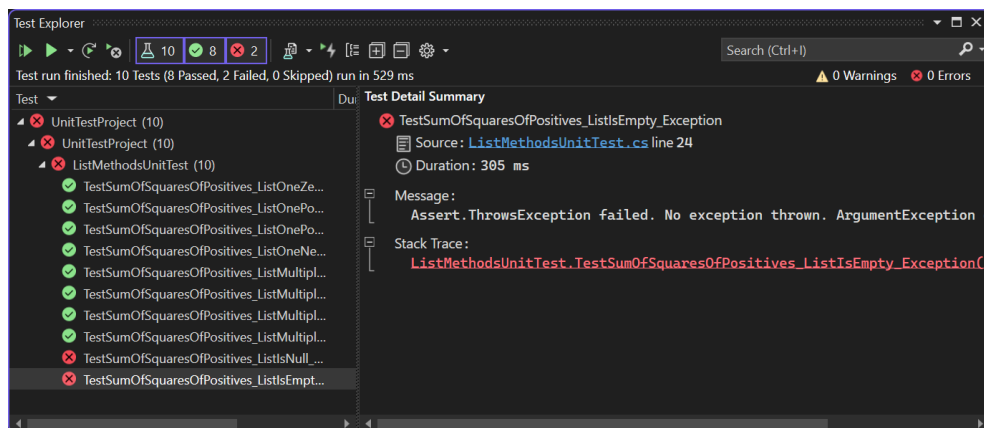 Test Explorer
10 8 2
Search (Ctrl+I)
Test run finished: 10 Tests (8 Passed, 2 Failed, 0 Skipped) run in 529 ms
0 Warnings 0 Errors
Test
Du
UnitTestProject (10)
UnitTestProject (10)
ListMethodsUnitTest (10)
TestSumOfSquaresOfPositives_ListOneZe...
TestSumOfSquaresOfPositives_ListOnePo...
TestSumOfSquaresOfPositives_ListOnePo...
TestSumOfSquaresOfPositives_ListOneNe...
TestSumOfSquaresOfPositives_ListMultipl...
TestSumOfSquaresOfPositives_ListMultipl...
TestSumOfSquaresOfPositives_ListMultipl...
TestSumOfSquaresOfPositives_ListMultipl...
TestSumOfSquaresOfPositives_ListIsNull_...
TestSumOfSquaresOfPositives_ListIsEmpt...
Test Detail Summary
TestSumOfSquaresOfPositives_ListIsEmpty_Exception
Source: ListMethodsUnitTest.cs line 24
Duration: 305 ms
Message:
Assert.ThrowsException failed. No exception thrown. ArgumentException
Stack Trace:
ListMethodsUnitTest.TestSumOfSquaresOfPositives_ListIsEmpty_Exception(